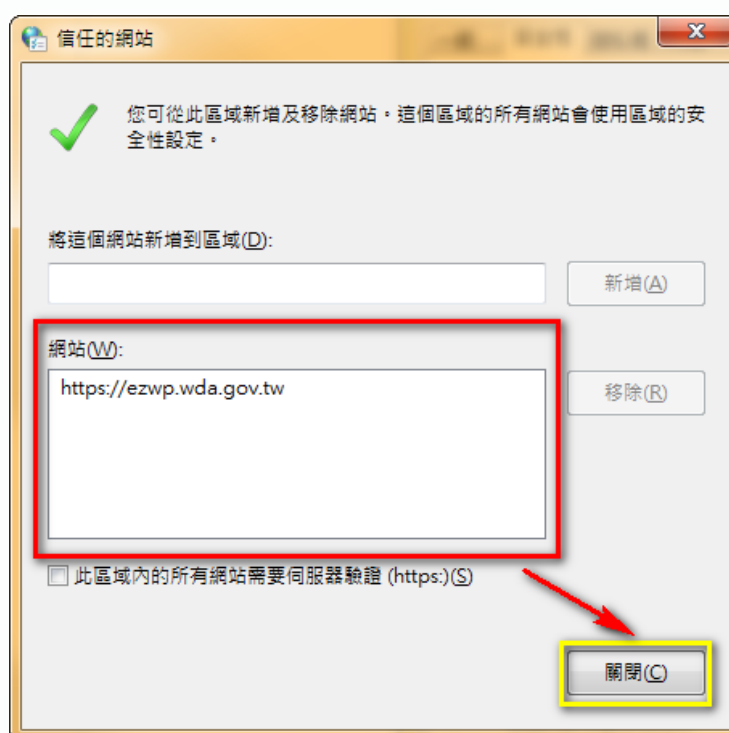 信任的網站
您可從此區域新增及移除網站。這個區域的所有網站會使用區域的安
全性設定。
將這個網站新增到區域(D):
新增(A)
網站(W):
https://ezwp.wda.gov.tw
移除(R)
此區域內的所有網站需要伺服器驗證 (https:)(S)
關閉(C)